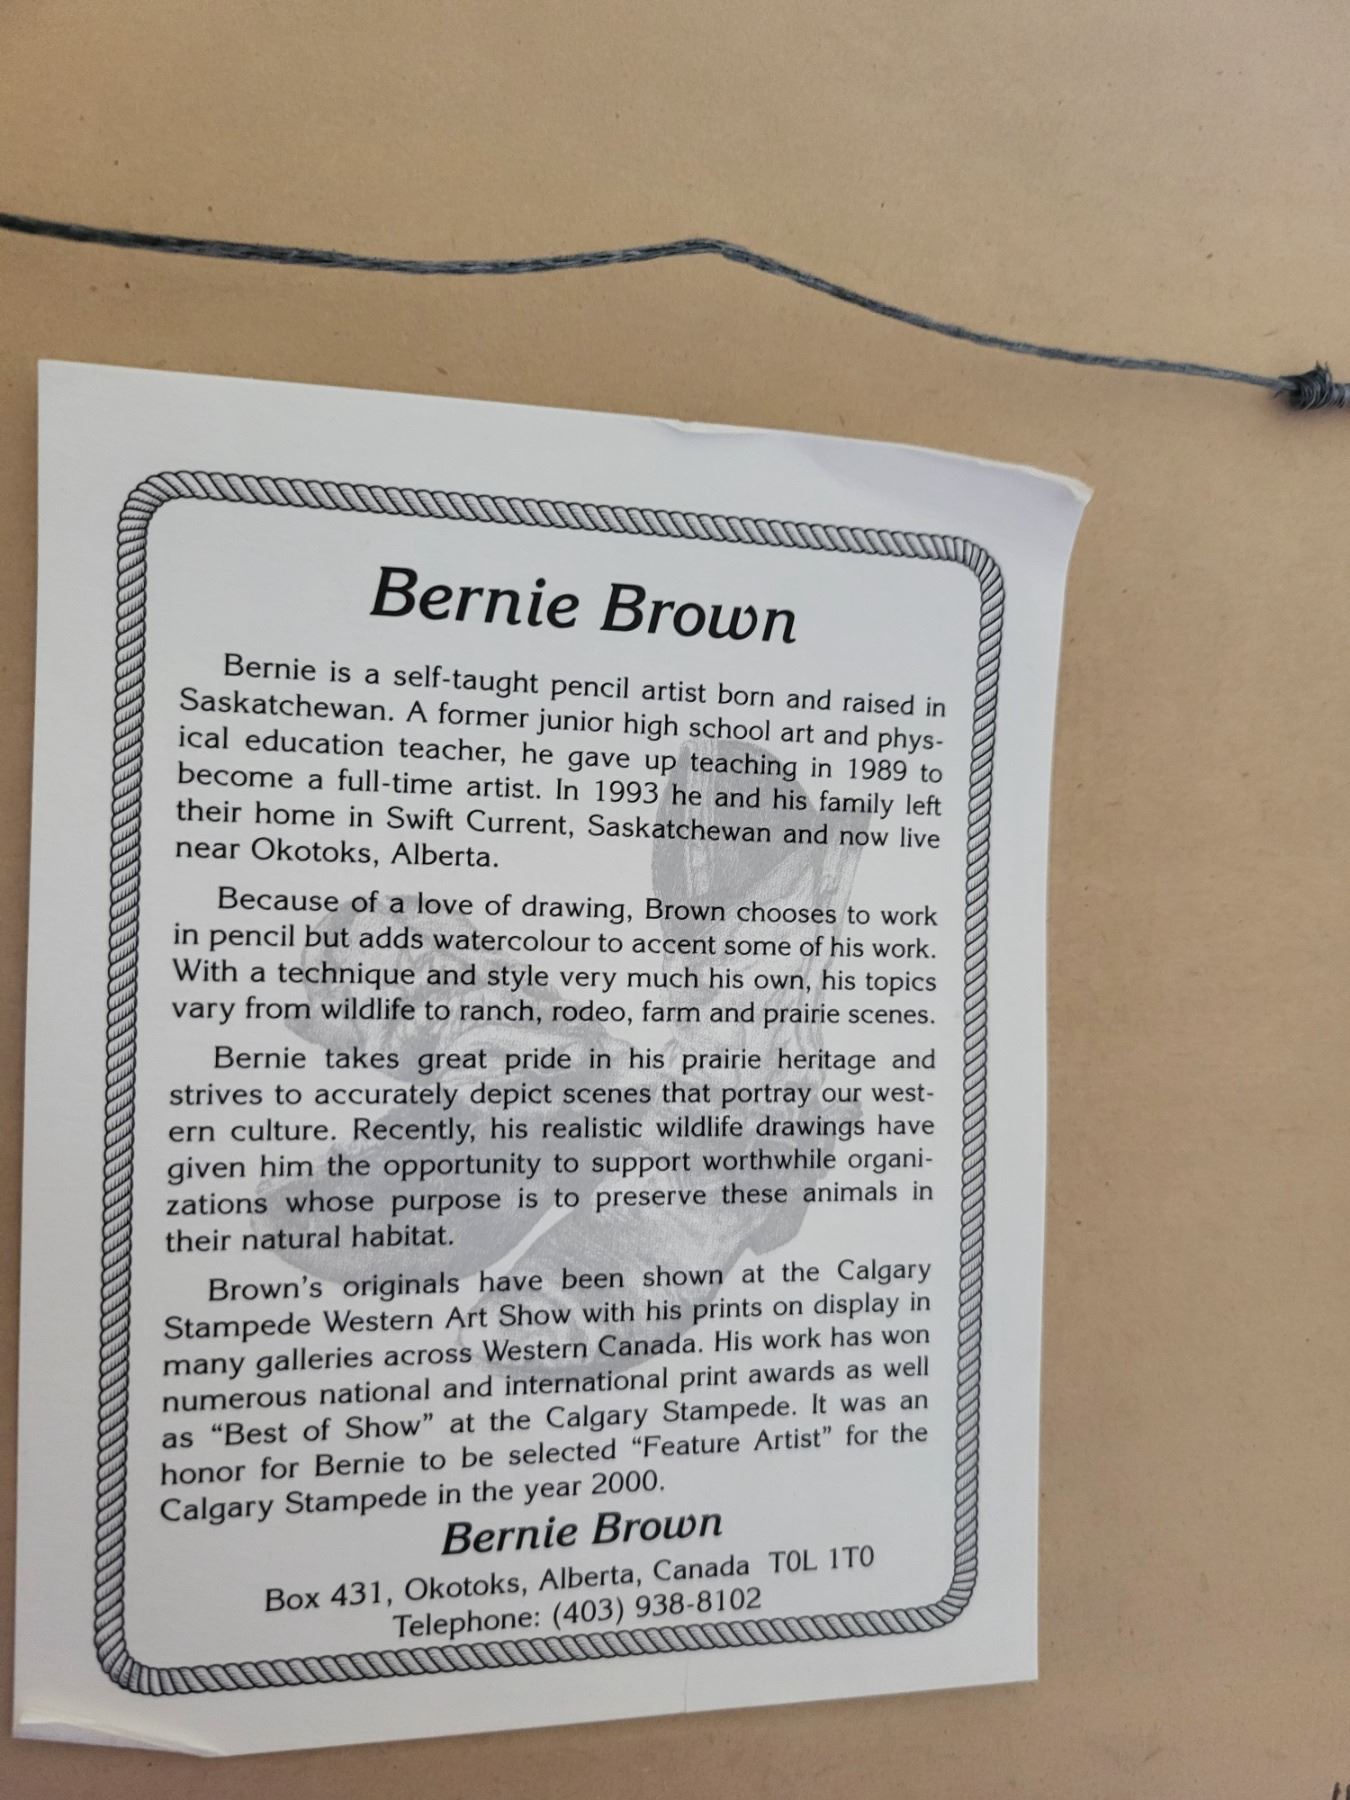 Bernie Brown
Bernie is a self-taught pencil artist born and raised in
Saskatchewan. A former junior high school art and phys-
ical education teacher, he gave up teaching in 1989 to
become a full-time artist. In 1993 he and his family left
their home in Swift Current, Saskatchewan and now live
near Okotoks, Alberta.
Because of a love of drawing, Brown chooses to work
in pencil but adds watercolour to accent some of his work.
With a technique and style very much his own, his topics
vary from wildlife to ranch, rodeo, farm and prairie scenes.
Bernie takes great pride in his prairie heritage and
strives to accurately depict scenes that portray our west-
ern culture. Recently, his realistic wildlife drawings have
given him the opportunity to support worthwhile organi-
zations whose purpose is to preserve these animals in
their natural habitat.
Brown's originals have been shown at the Calgary
Stampede Western Art Show with his prints on display in
many galleries across Western Canada. His work has won
numerous national and international print awards as well
as "Best of Show" at the Calgary Stampede. It was an
honor for Bernie to be selected "Feature Artist" for the
Calgary Stampede in the year 2000.
Bernie Brown
Box 431, Okotoks, Alberta, Canada T0L 1T0
Telephone: (403) 938-8102